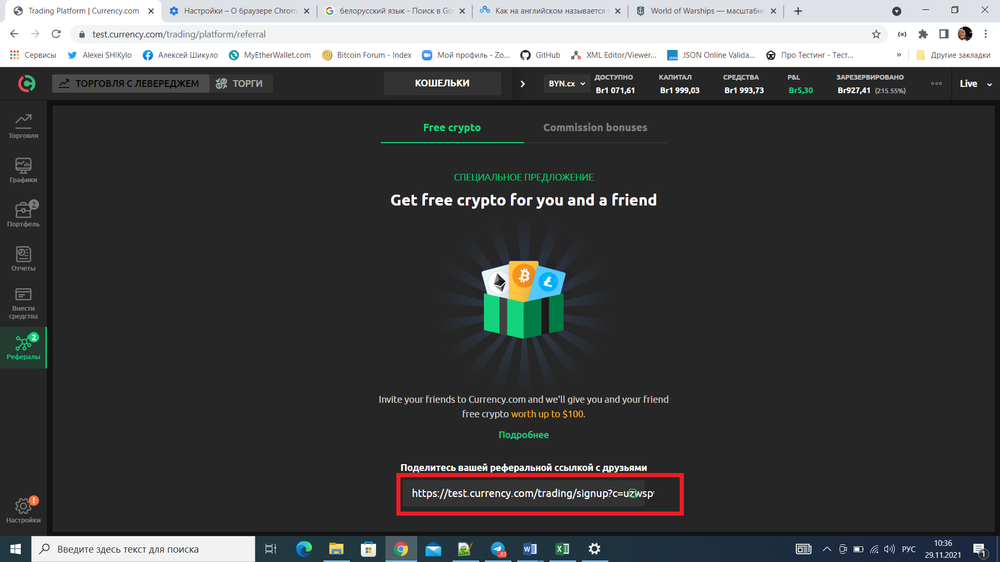 Trading Platform | Currency.com
Настройки – О браузере Chrom
белорусский язык - Поиск в Go
Как на английском называется
World of Warships — масштабны
test.currency.com/trading/platform/referral
Сервисы
Alexei SHIKylo
Алексей Шикуло
MyEtherWallet.com
Bitcoin Forum - Index
Мой профиль - Zo...
GitHub
XML Editor/Viewer...
JSON Online Valida...
Про Тестинг - Тест...
»
Другие закладки
ТОРГОВЛЯ С ЛЕВЕРЕДЖЕМ
ТОРГИ
КОШЕЛЬКИ
BYN.cx
ДОСТУПНО
Br1 071,61
КАПИТАЛ
Br1 999,03
СРЕДСТВА
Br1 993,73
P&L
Br5,30
ЗАРЕЗЕРВИРОВАНО
Br927,41 (215.55%)
Live
Торговля
Графики
2
Портфель
Отчеты
Внести
средства
2
Рефералы
!
Настройки
Free crypto
Commission bonuses
СПЕЦИАЛЬНОЕ ПРЕДЛОЖЕНИЕ
Get free crypto for you and a friend
Invite your friends to Currency.com and we'll give you and your friend
free crypto worth up to $100.
Подробнее
Поделитесь вашей реферальной ссылкой с друзьями
https://test.currency.com/trading/signup?c=uzwsp
Введите здесь текст для поиска
..83
РУС
10:36
29.11.2021
1